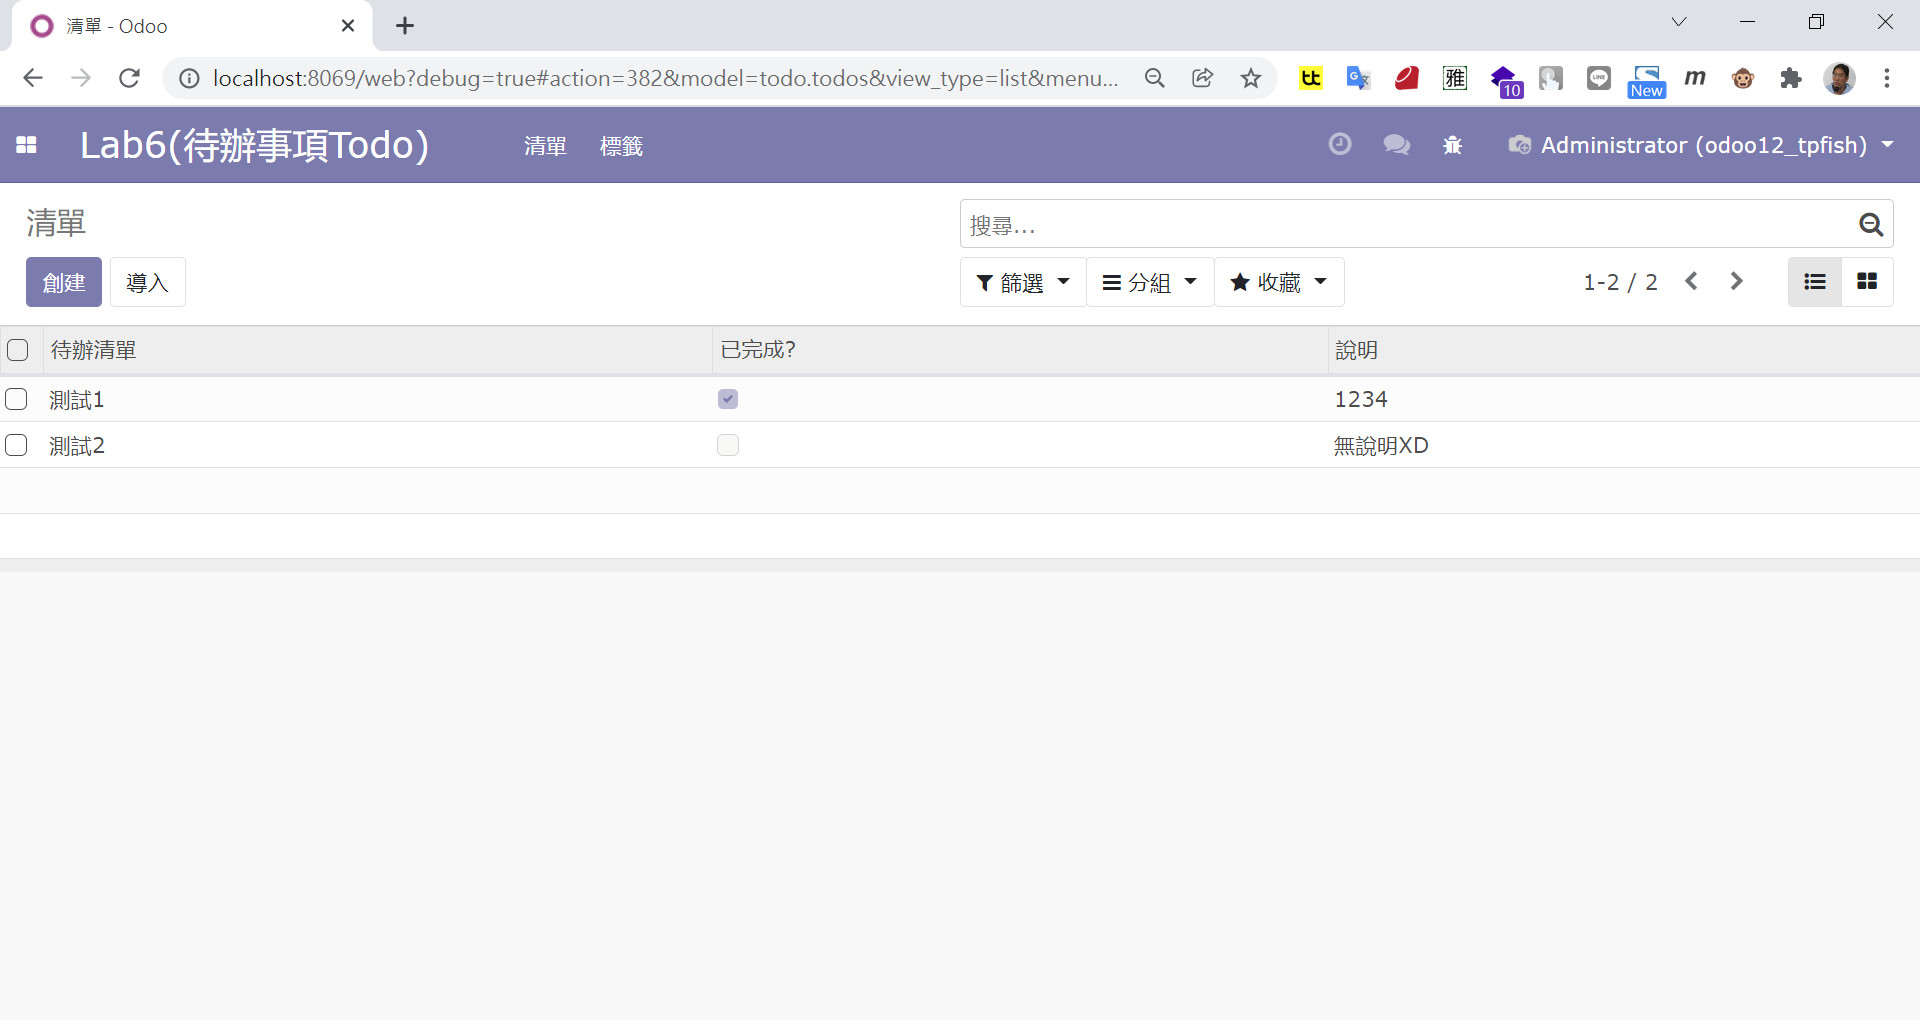 清單 - Odoo
localhost:8069/web?debug=true#action=382&model=todo.todos&view_type=list&menu...
tt
G
雅
10
LINE
New
m
Lab6(待辦事項Todo)
清單 標籤
Administrator (odoo12_tpfish)
清單
搜尋...
創建 導入
篩選 分組 收藏
1-2 / 2
待辦清單 已完成? 說明
測試1 1234
測試2 無說明XD